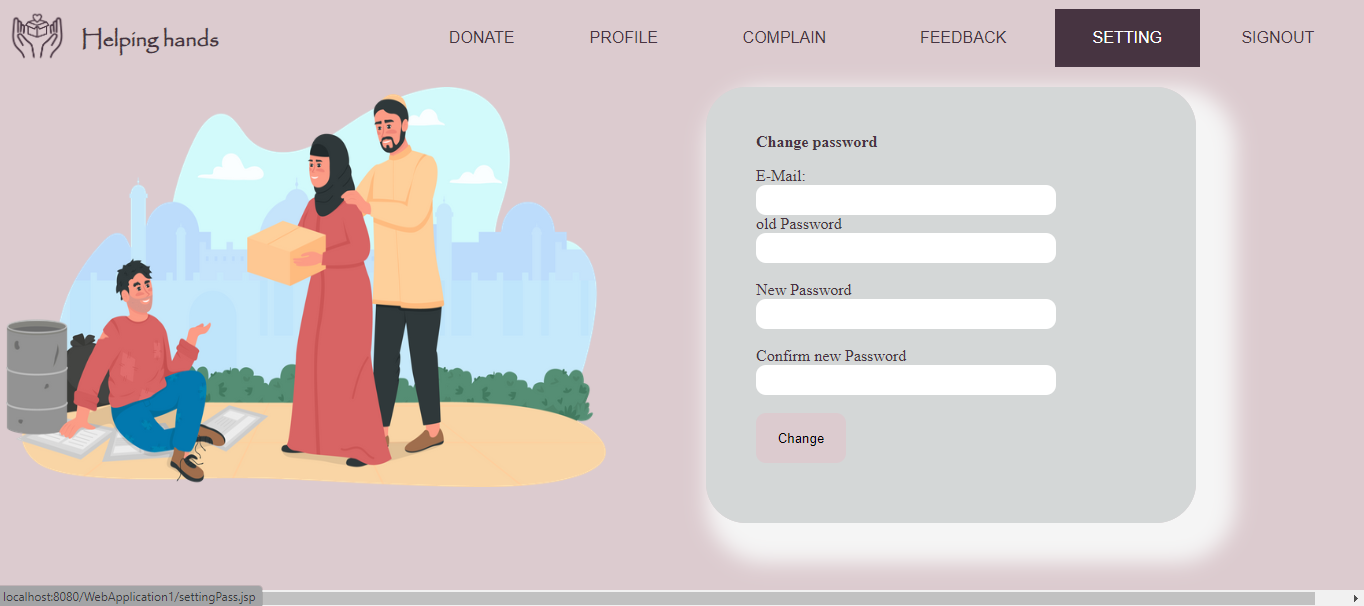 Helping hands
DONATE PROFILE COMPLAIN FEEDBACK SETTING SIGNOUT
Change password
E-Mail:
old Password
New Password
Confirm new Password
Change
localhost:8080/WebApplication1/settingPass.jsp